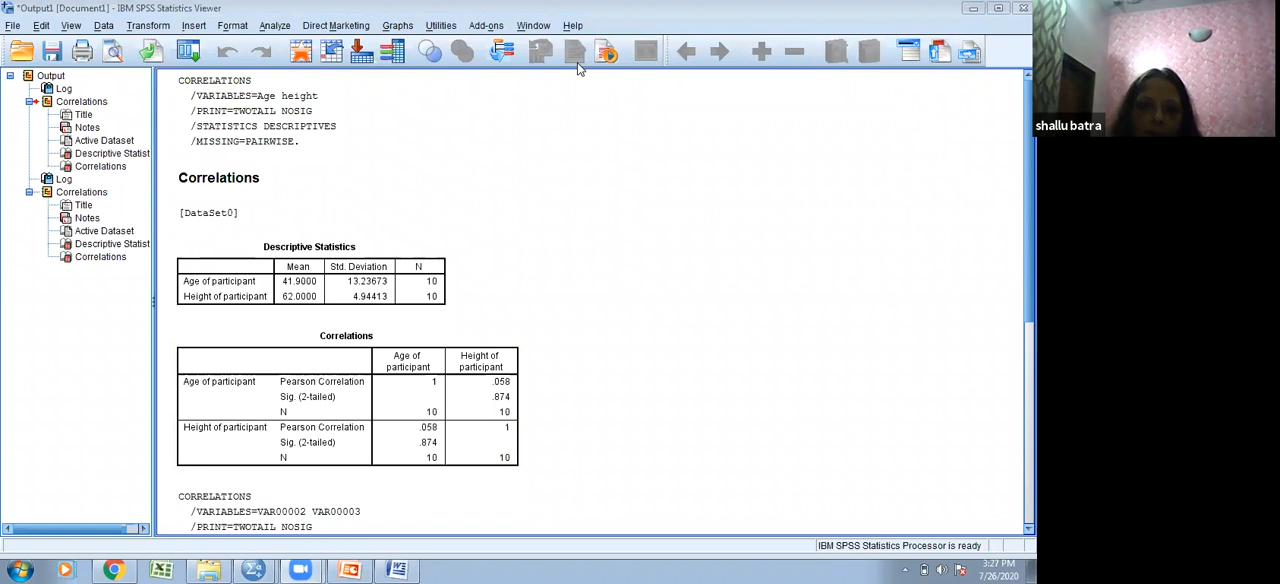 *Output1 [Document1] - IBM SPSS Statistics Viewer
File Edit View Data Transform Insert Format Analyze Direct Marketing Graphs Utilities Add-ons Window Help
Output
Log
Correlations
Title
Notes
Active Dataset
Descriptive Statist
Correlations
Log
Correlations
Title
Notes
Active Dataset
Descriptive Statist
Correlations
CORRELATIONS
/VARIABLES=Age height
/PRINT=TWOTAIL NOSIG
/STATISTICS DESCRIPTIVES
/MISSING=PAIRWISE.
Correlations
[DataSet0]
Descriptive Statistics
Mean Std. Deviation N
Age of participant 41.9000 13.23673 10
Height of participant 62.0000 4.94413 10
Correlations
Age of participant Height of participant
Age of participant Pearson Correlation 1 .058
Sig. (2-tailed) .874
N 10 10
Height of participant Pearson Correlation .058 1
Sig. (2-tailed) .874
N 10 10
CORRELATIONS
/VARIABLES=VAR00002 VAR00003
/PRINT=TWOTAIL NOSIG
IBM SPSS Statistics Processor is ready
3:27 PM
7/26/2020
shallu batra